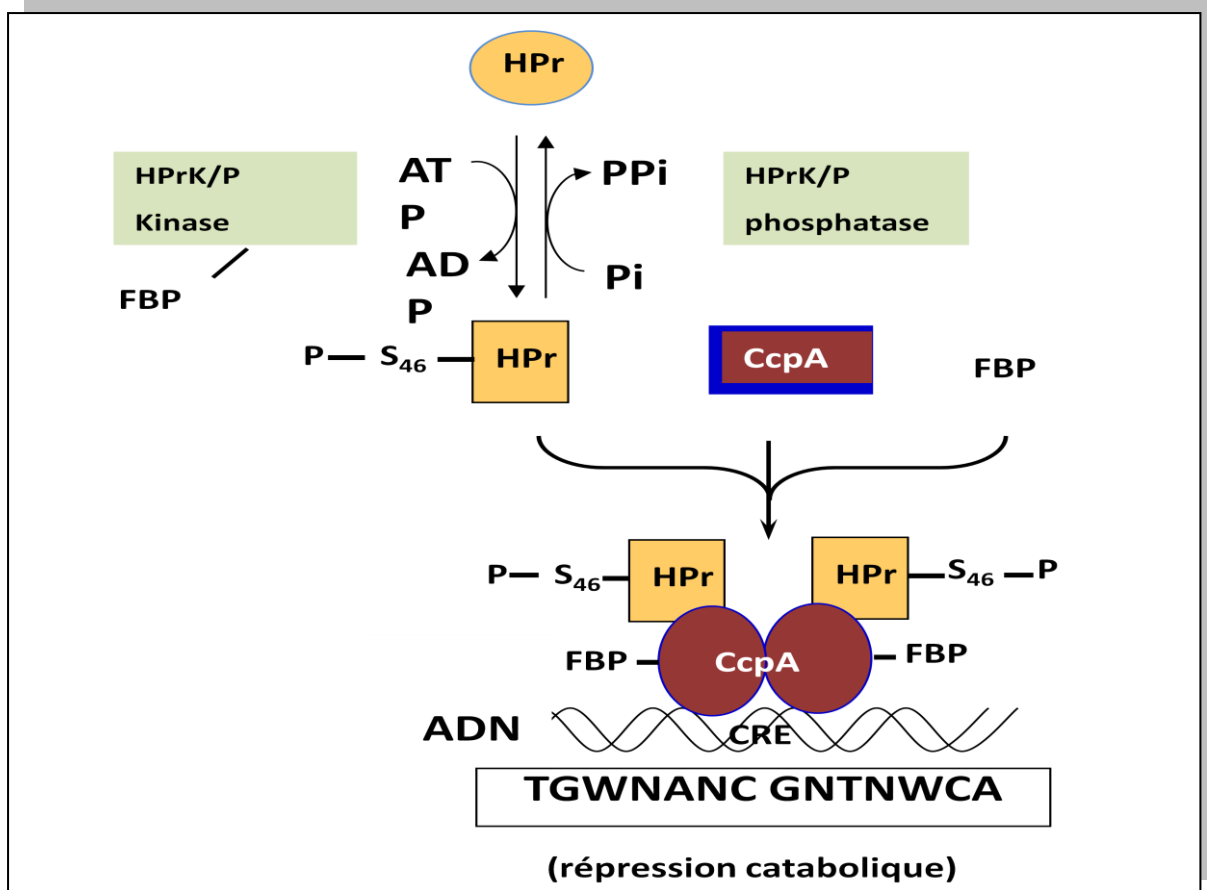 HPr
HPrK/P
Kinase
FBP
AT
P
AD
P
PPi
Pi
HPrK/P
phosphatase
P
S46
HPr
CcpA
FBP
P
S46
HPr
HPr
S46
P
FBP
CcpA
FBP
ADN
CRE
TGWNANC GNTNWCA
(répression catabolique)